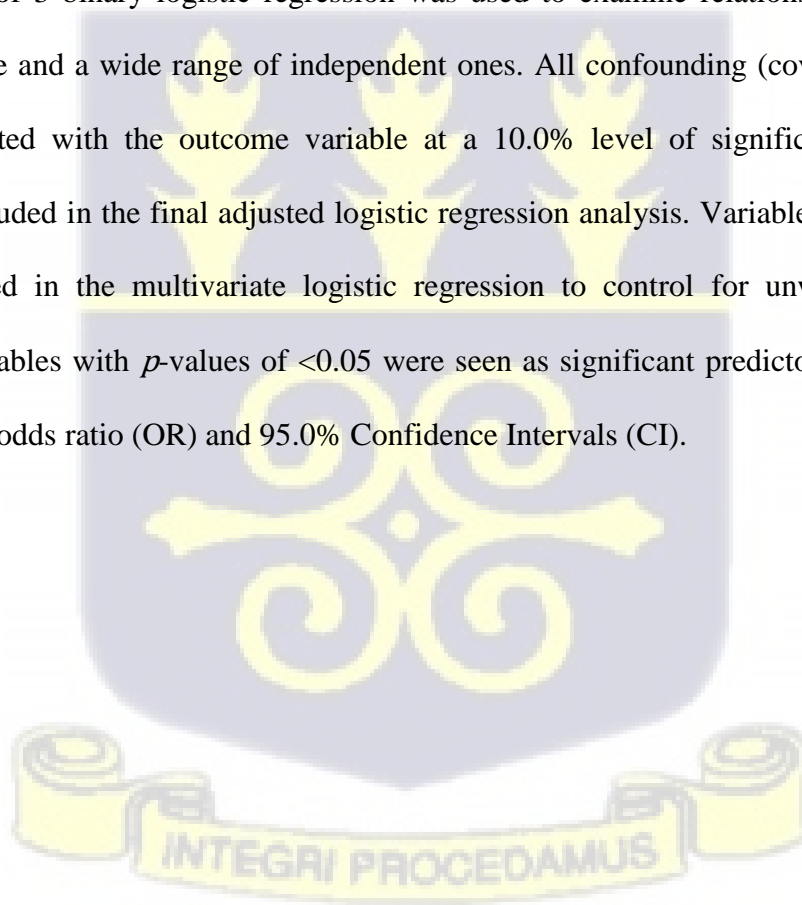 of 5 binary logistic regression was used to examine relations
e and a wide range of independent ones. All confounding (cov
ted with the outcome variable at a 10.0% level of signific
uded in the final adjusted logistic regression analysis. Variable
ed in the multivariate logistic regression to control for unv
ables with p-values of <0.05 were seen as significant predicto
odds ratio (OR) and 95.0% Confidence Intervals (CI).
INTEGRI PROCEDAMUS